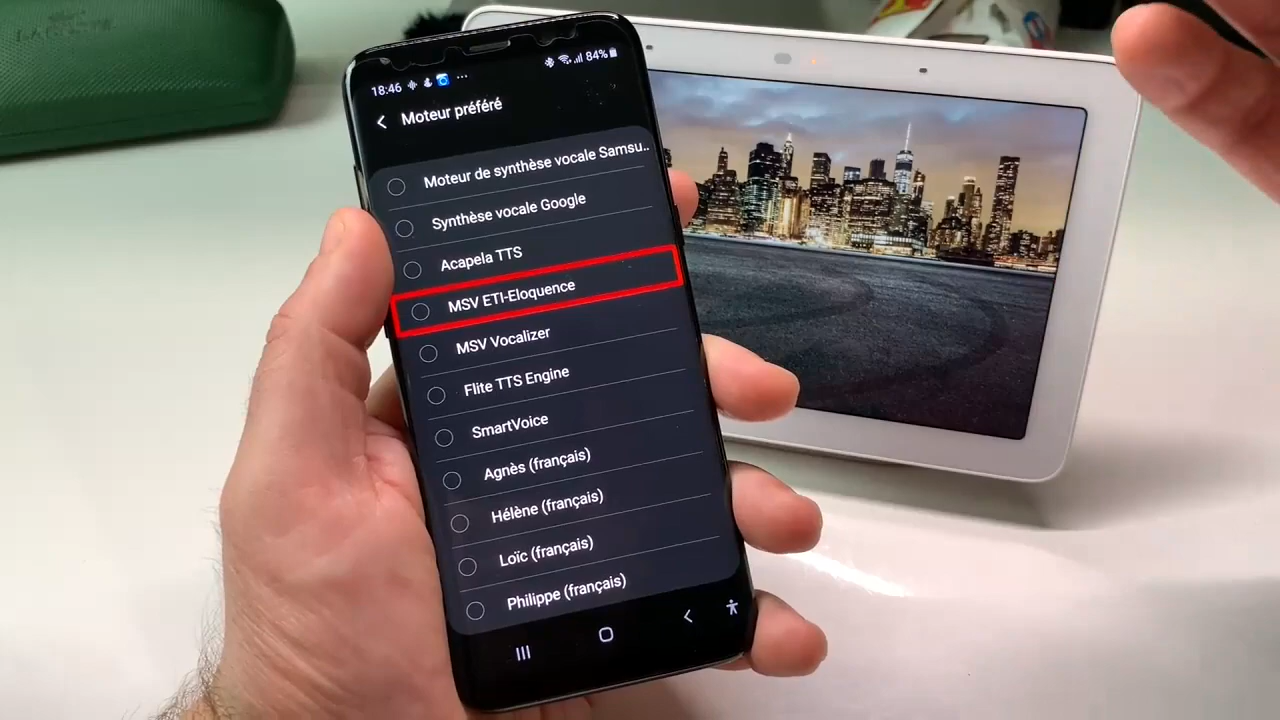 LACOSTE
18:46
84%
Moteur préféré
Moteur de synthèse vocale Samsu..
Synthèse vocale Google
Acapela TTS
MSV ETI-Eloquence
MSV Vocalizer
Flite TTS Engine
SmartVoice
Agnès (français)
Hélène (français)
Loïc (français)
Philippe (français)